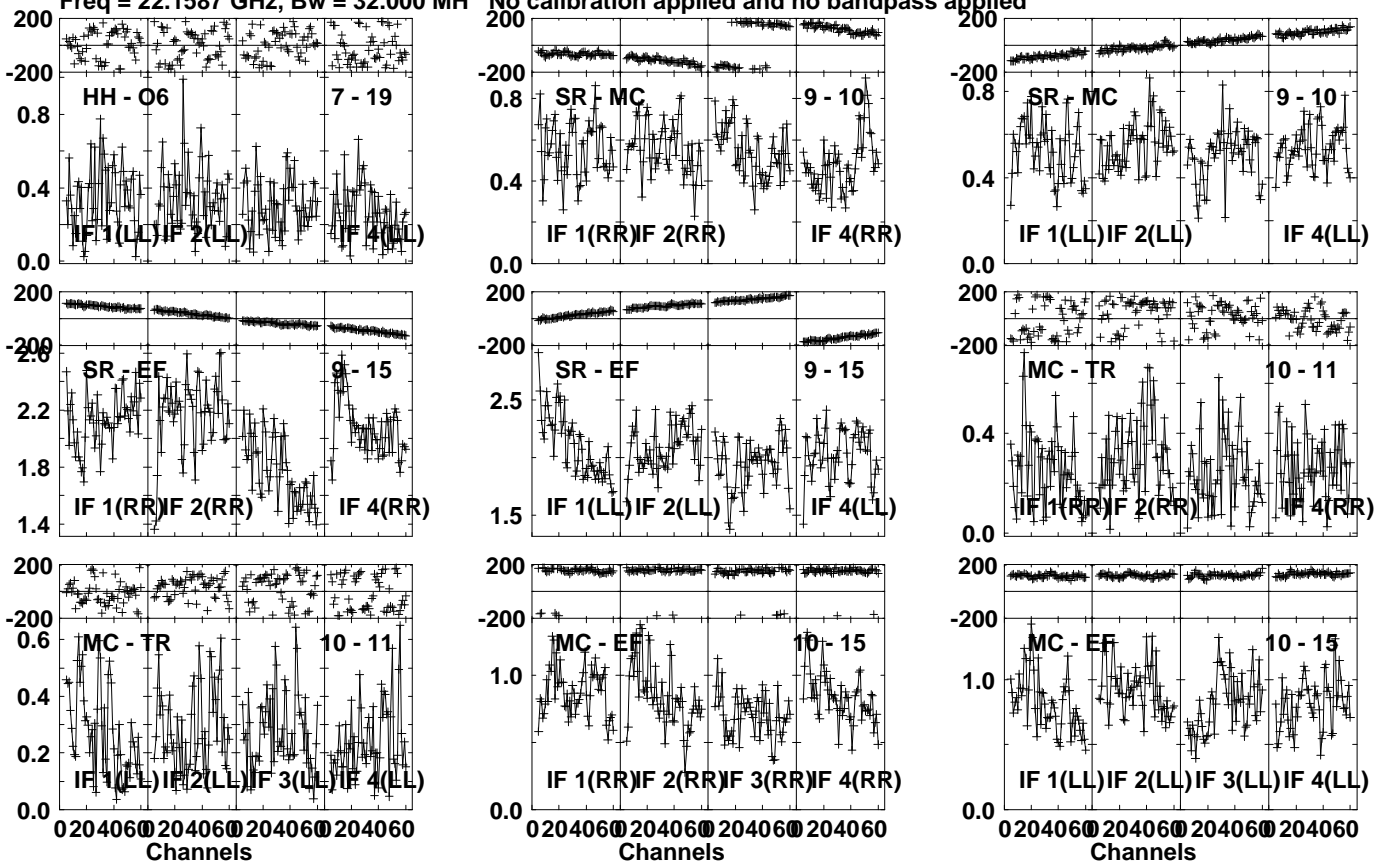 Freq = 22.1587 GHz, Bw = 32.000 MH No calibration applied and no bandpass applied
200
-200
HH - O6 7 - 19
0.8
0.4
0.0
IF 1(LL) IF 2(LL) IF 4(LL)
SR - MC 9 - 10
0.8
0.4
0.0
IF 1(RR) IF 2(RR) IF 4(RR)
200
-200
SR - MC 9 - 10
0.8
0.4
0.0
IF 1(LL) IF 2(LL) IF 4(LL)
200
-200
2.6
SR - EF 9 - 15
2.2
1.8
1.4
IF 1(RR) IF 2(RR) IF 4(RR)
200
-200
SR - EF 9 - 15
2.5
1.5
IF 1(LL) IF 2(LL) IF 4(LL)
200
-200
MC - TR 10 - 11
0.4
0.0
IF 1(RR) IF 2(RR) IF 4(RR)
200
-200
MC - TR 10 - 11
0.6
0.4
0.2
0.0
IF 1(LL) IF 2(LL) IF 3(LL) IF 4(LL)
0 20 40 60 0 20 40 60 0 20 40 60 0 20 40 60
Channels
200
-200
MC - EF 10 - 15
1.0
0.0
IF 1(RR) IF 2(RR) IF 3(RR) IF 4(RR)
0 20 40 60 0 20 40 60 0 20 40 60 0 20 40 60
Channels
200
-200
MC - EF 10 - 15
1.0
0.0
IF 1(LL) IF 2(LL) IF 3(LL) IF 4(LL)
0 20 40 60 0 20 40 60 0 20 40 60 0 20 40 60
Channels